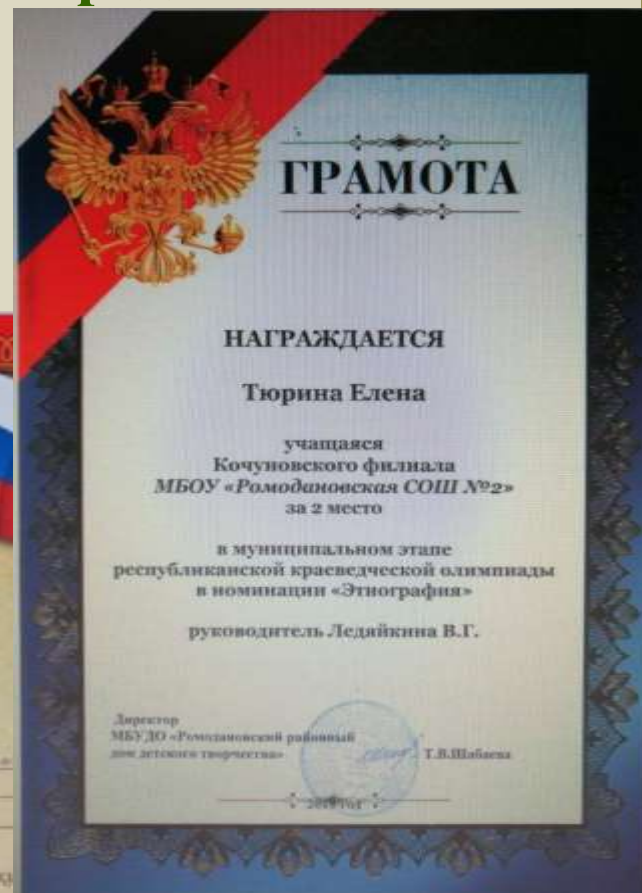 ГРАМОТА
НАГРАЖДАЕТСЯ
Тюрина Елена
учащаяся
Кочуновского филиала
МБОУ «Ромодановская СОШ №2»
за 2 место
в муниципальном этапе
республиканской краеведческой олимпиады
в номинации «Этнография»
руководитель Ледяйкина В.Г.
Директор
МБУДО «Ромодановский районный
дом детского творчества»
Т.В.Шабаева